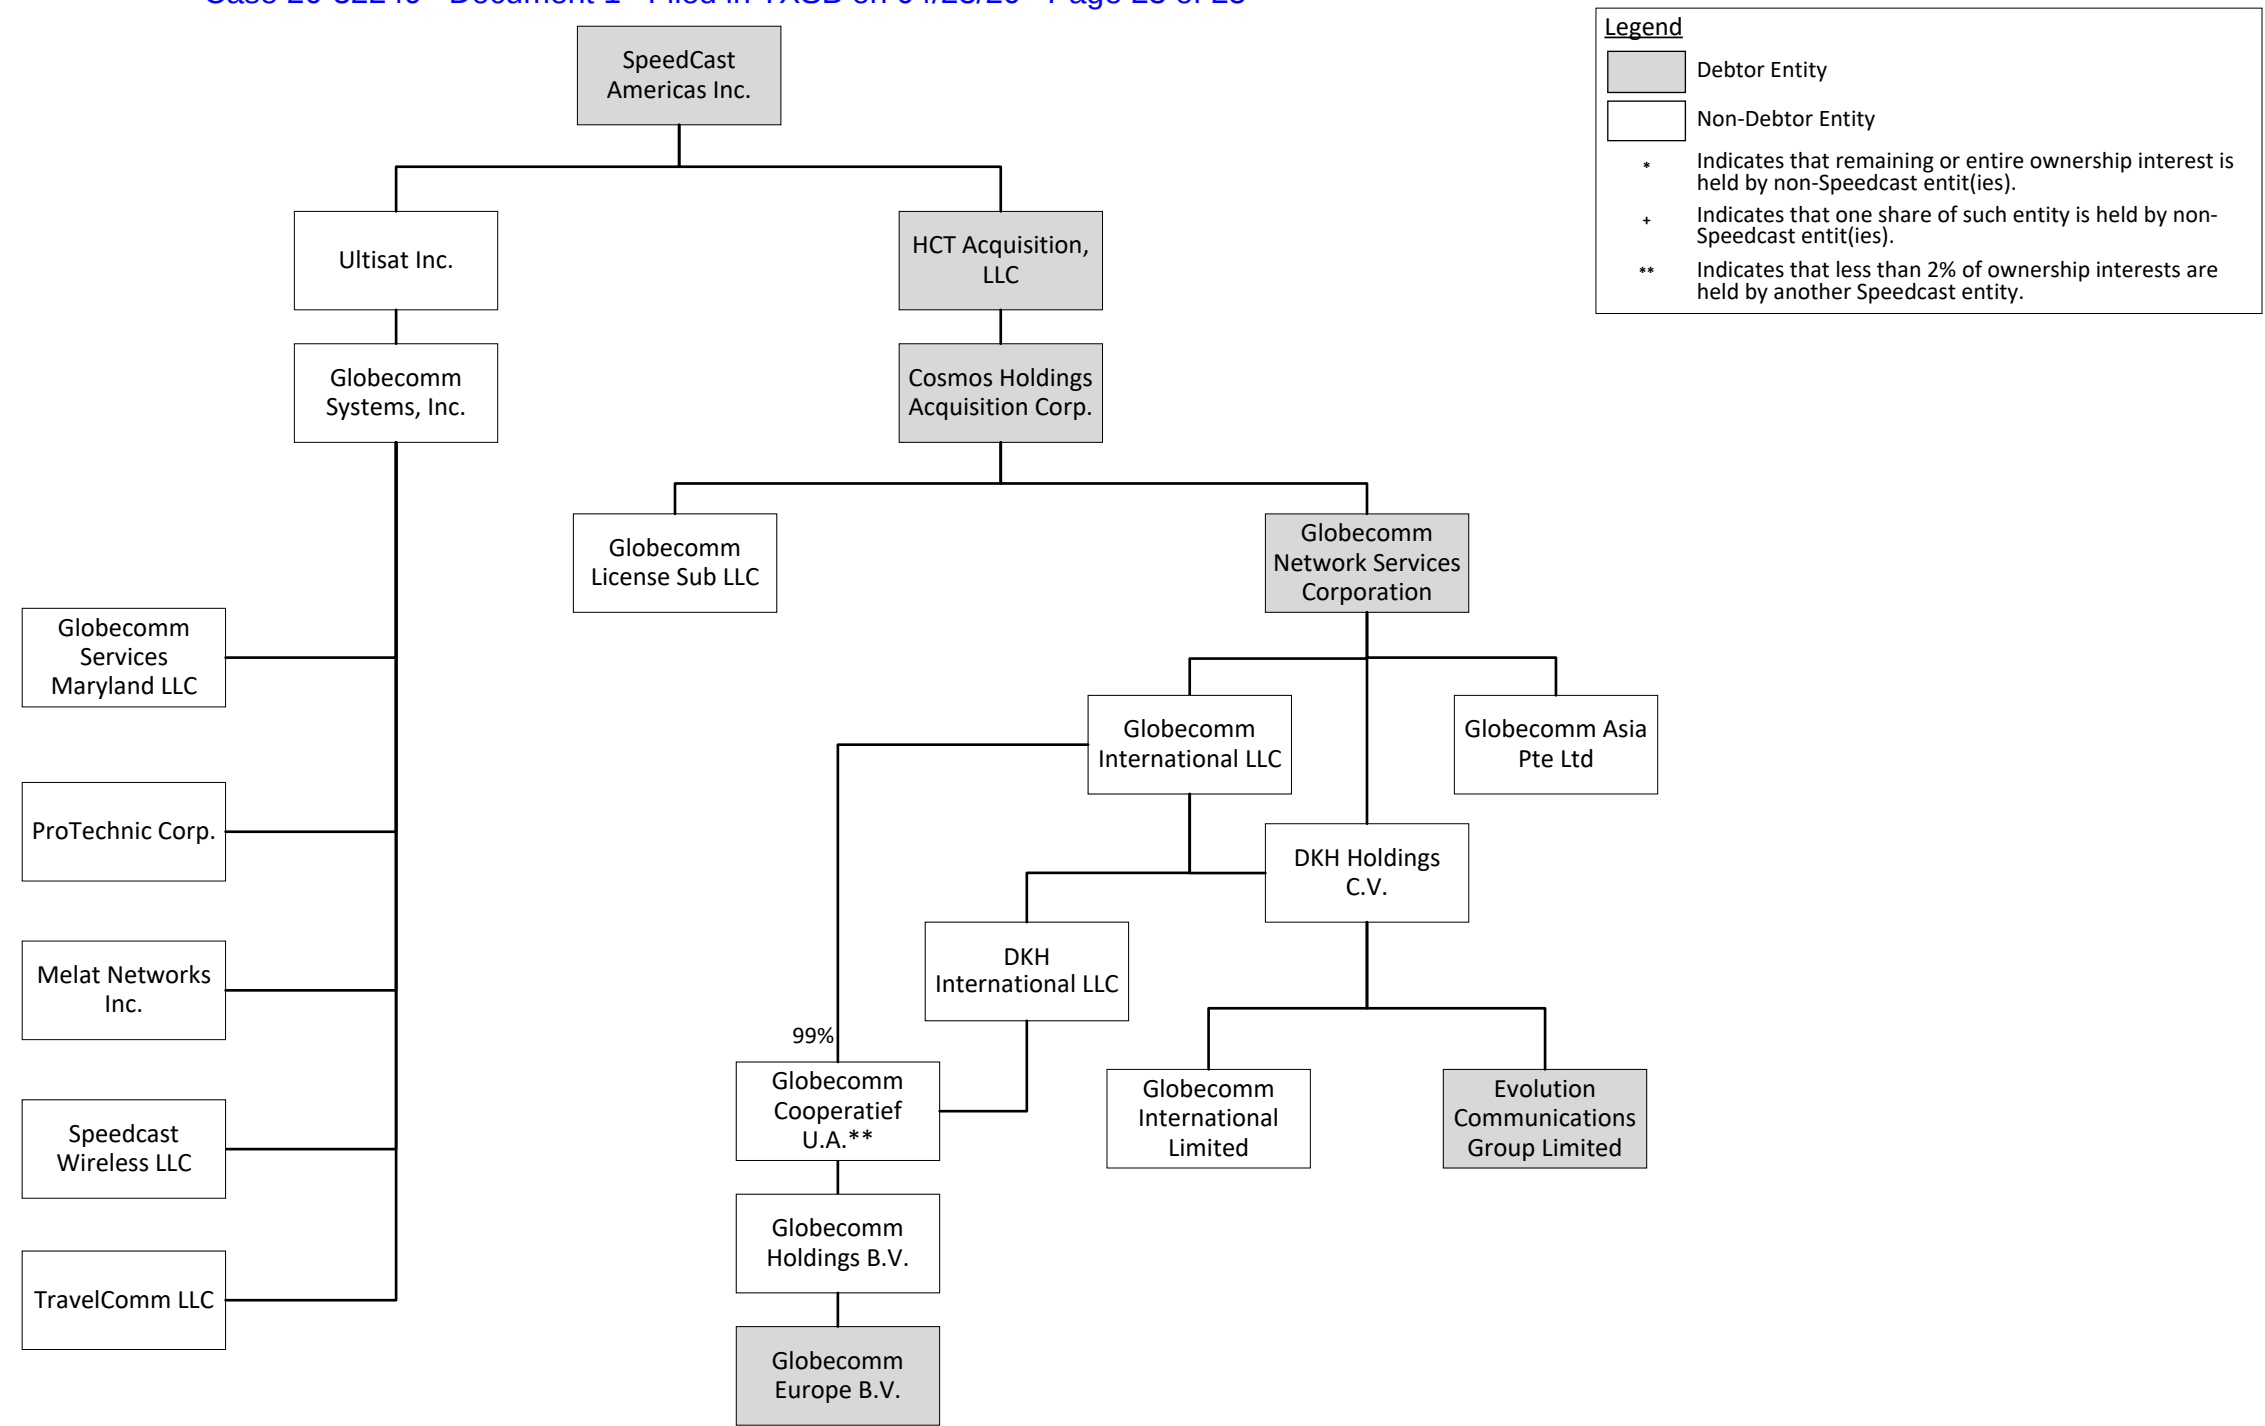 SpeedCast
Americas Inc.
Legend
Debtor Entity
Non-Debtor Entity
* Indicates that remaining or entire ownership interest is
held by non-Speedcast entit(ies).
+ Indicates that one share of such entity is held by non-
Speedcast entit(ies).
** Indicates that less than 2% of ownership interests are
held by another Speedcast entity.
Ultisat Inc.
HCT Acquisition,
LLC
Globecomm
Systems, Inc.
Cosmos Holdings
Acquisition Corp.
Globecomm
License Sub LLC
Globecomm
Network Services
Corporation
Globecomm
Services
Maryland LLC
Globecomm
International LLC
Globecomm Asia
Pte Ltd
ProTechnic Corp.
DKH Holdings
C.V.
Melat Networks
Inc.
DKH
International LLC
99%
Globecomm
Cooperatief
U.A.**
Globecomm
International
Limited
Evolution
Communications
Group Limited
Speedcast
Wireless LLC
Globecomm
Holdings B.V.
TravelComm LLC
Globecomm
Europe B.V.